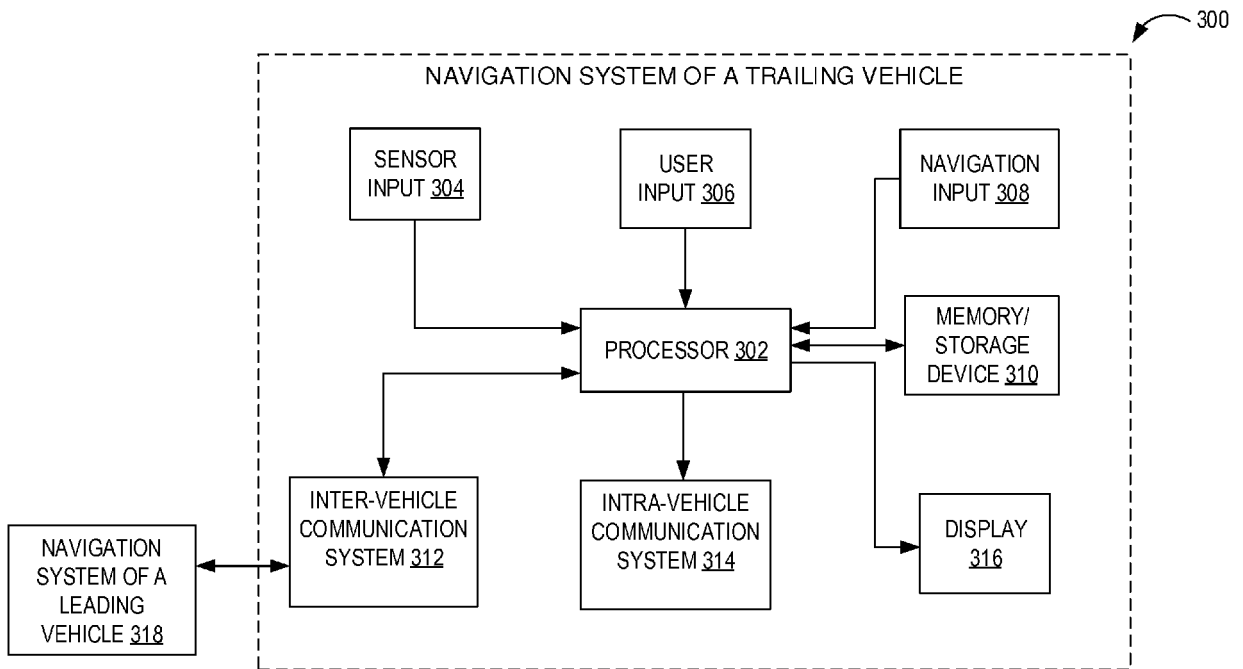 300
NAVIGATION SYSTEM OF A TRAILING VEHICLE
SENSOR
INPUT 304
USER
INPUT 306
NAVIGATION
INPUT 308
PROCESSOR 302
MEMORY/
STORAGE
DEVICE 310
INTER-VEHICLE
COMMUNICATION
SYSTEM 312
INTRA-VEHICLE
COMMUNICATION
SYSTEM 314
DISPLAY
316
NAVIGATION
SYSTEM OF A
LEADING
VEHICLE 318